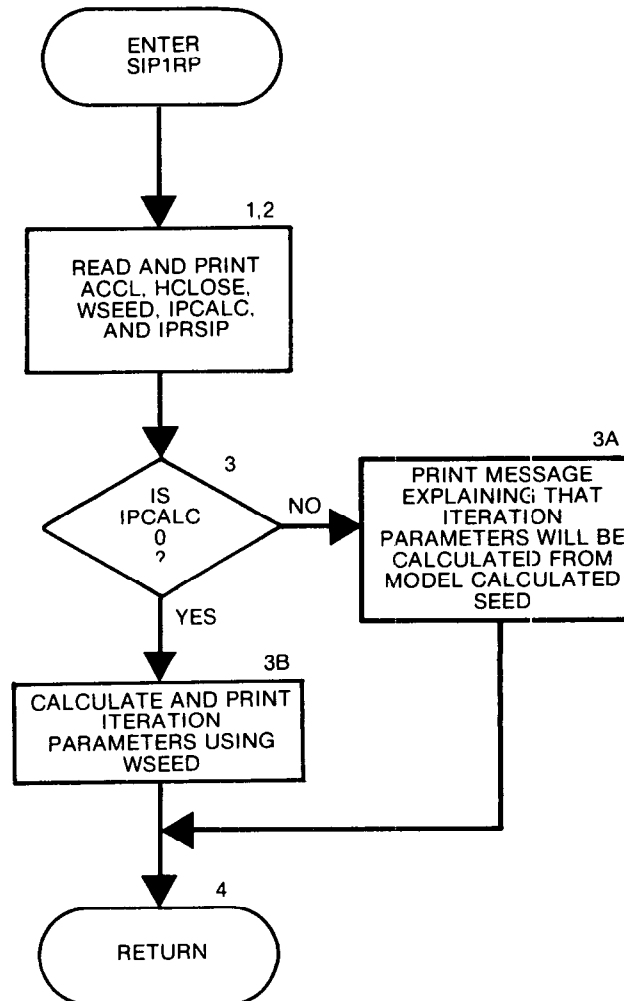 ENTER
SIP1RP
1,2
READ AND PRINT
ACCL, HCLOSE,
WSEED, IPCALC,
AND IPRSIP
3
IS
IPCALC
0
?
NO
YES
3A
PRINT MESSAGE
EXPLAINING THAT
ITERATION
PARAMETERS WILL BE
CALCULATED FROM
MODEL CALCULATED
SEED
3B
CALCULATE AND PRINT
ITERATION
PARAMETERS USING
WSEED
4
RETURN